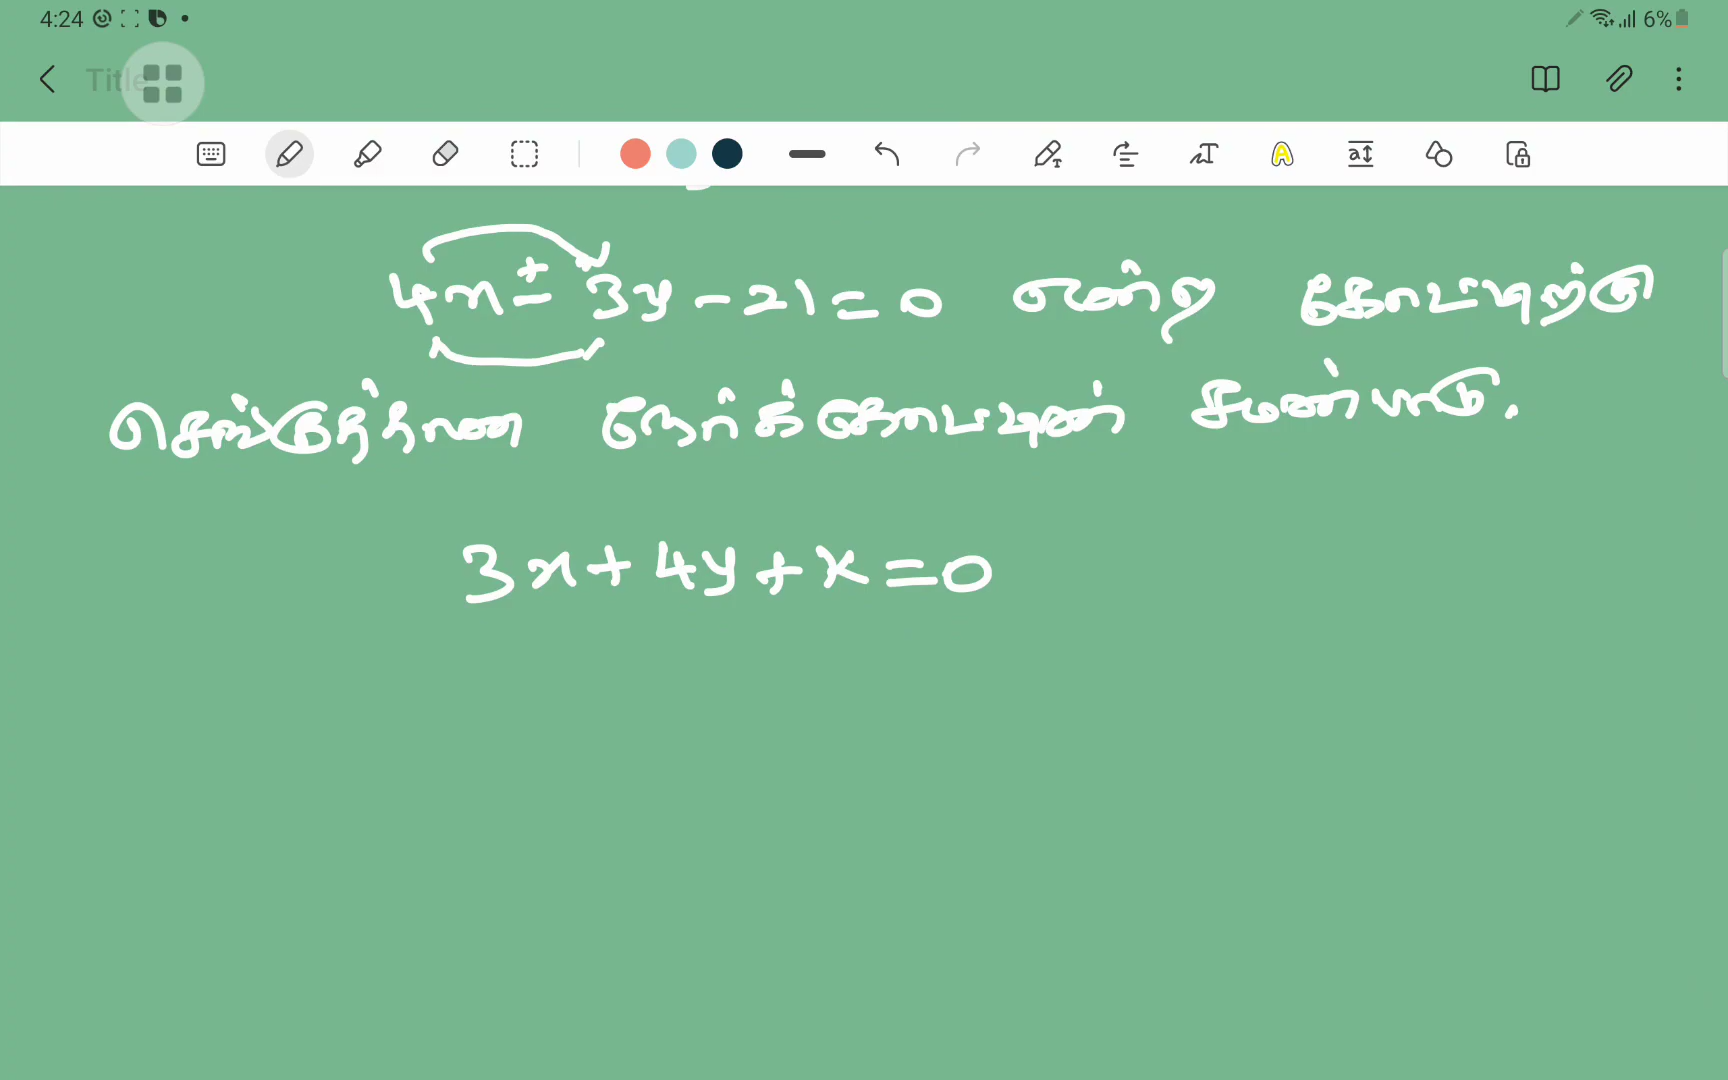 4:24 6%
Title
4x ± 3y - 21 = 0 என்ற கோட்டிற்கு
செங்குத்தான நேர்க்கோட்டின் சமன்பாடு.
3x + 4y + k = 0